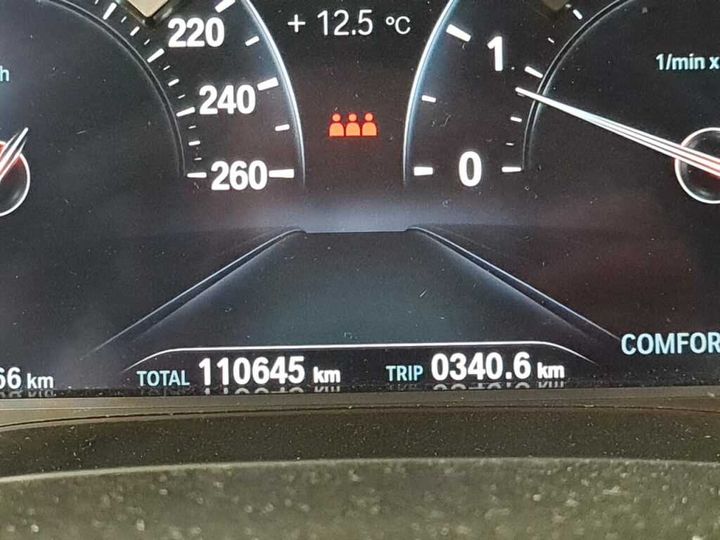 220
240
260
h
+ 12.5 °C
1
0
1/min x
COMFOR
66 km
TOTAL 110645 km
TRIP 0340.6 km